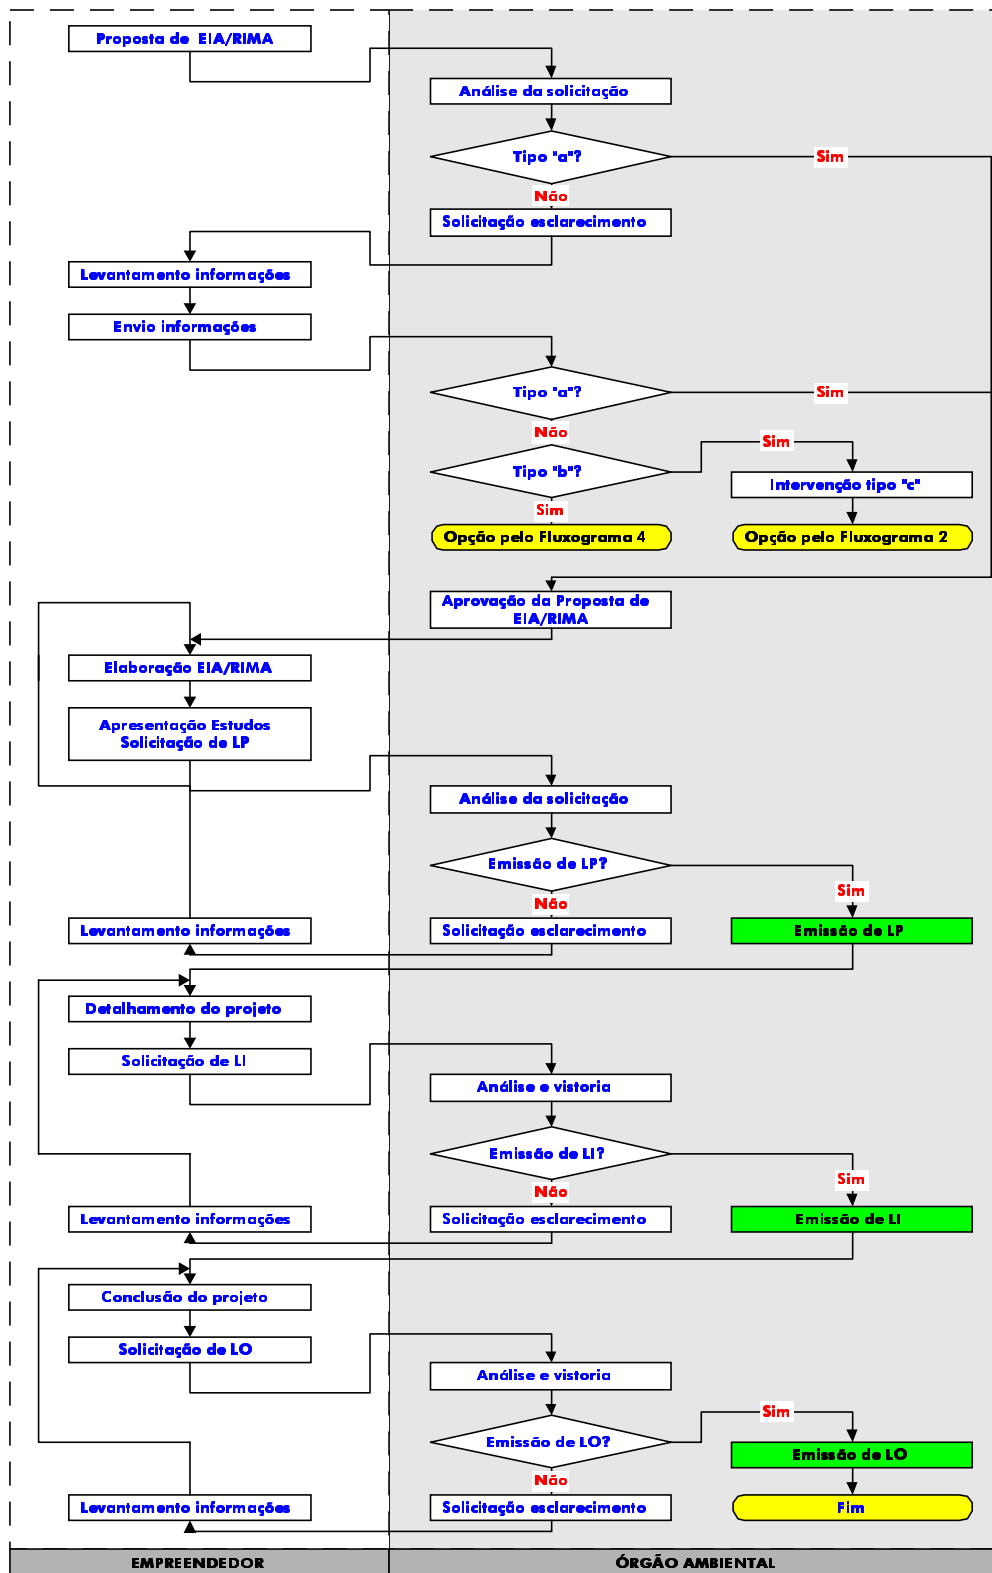 Proposta de EIA/RIMA
Análise da solicitação
Tipo "a"?
Sim
Não
Solicitação esclarecimento
Levantamento informações
Envio informações
Tipo "a"?
Sim
Não
Sim
Tipo "b"?
Intervenção tipo "c"
Sim
Opção pelo Fluxograma 4
Opção pelo Fluxograma 2
Aprovação da Proposta de
EIA/RIMA
Elaboração EIA/RIMA
Apresentação Estudos
Solicitação de LP
Análise da solicitação
Emissão de LP?
Sim
Não
Levantamento informações
Solicitação esclarecimento
Emissão de LP
Detalhamento do projeto
Solicitação de LI
Análise e vistoria
Emissão de LI?
Sim
Não
Levantamento informações
Solicitação esclarecimento
Emissão de LI
Conclusão do projeto
Solicitação de LO
Análise e vistoria
Sim
Emissão de LO?
Emissão de LO
Não
Levantamento informações
Solicitação esclarecimento
Fim
EMPREENDEDOR
ÓRGÃO AMBIENTAL